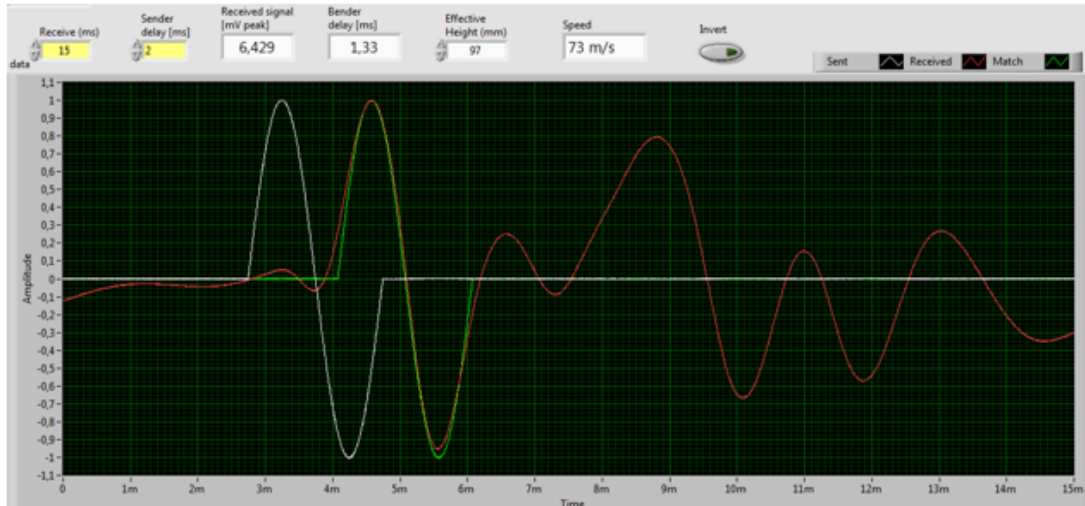 Receive (ms)
15
Sender
delay [ms]
2
Received signal
[mV peak]
6,429
Bender
delay [ms]
1,33
Effective
Height (mm)
97
Speed
73 m/s
Invert
data
Sent Received Match
1,1
1
0,9
0,8
0,7
0,6
0,5
0,4
0,3
0,2
0,1
0
-0,1
-0,2
-0,3
-0,4
-0,5
-0,6
-0,7
-0,8
-0,9
-1
-1,1
Amplitude
0 1m 2m 3m 4m 5m 6m 7m 8m 9m 10m 11m 12m 13m 14m 15m
Time